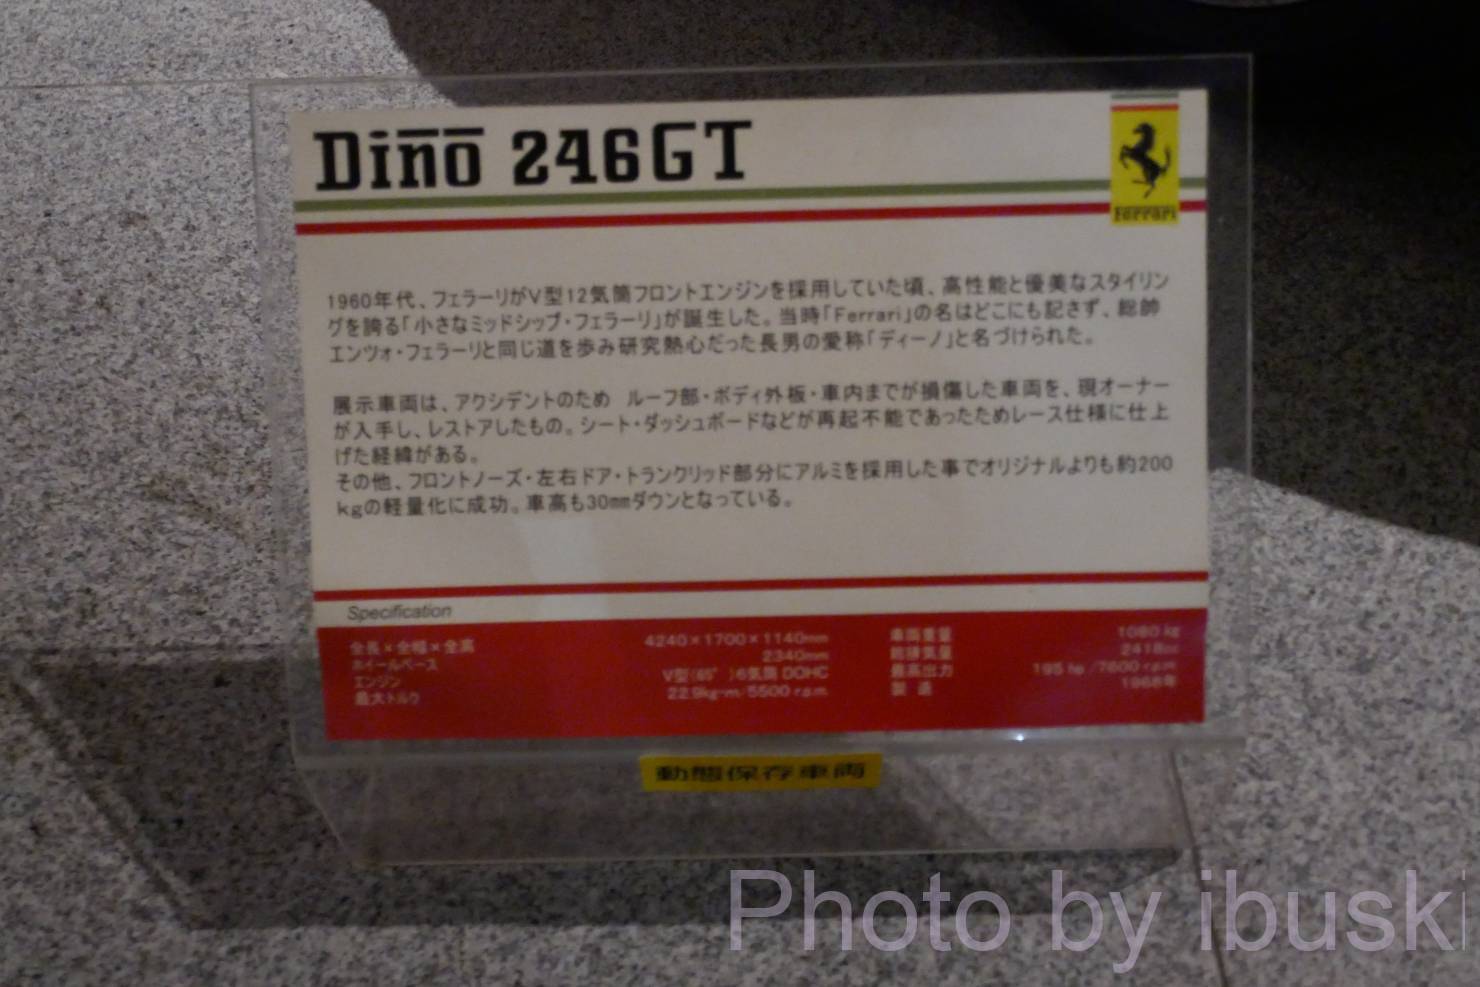 Dino 246GT
Ferrari
1960年代、フェラーリがV型12気筒フロントエンジンを採用していた頃、高性能と優美なスタイリン
グを誇る「小さなミッドシップ・フェラーリ」が誕生した。当時「Ferrari」の名はどこにも記さず、総帥
エンツォ・フェラーリと同じ道を歩み研究熱心だった長男の愛称「ディーノ」と名づけられた。
展示車両は、アクシデントのため ルーフ部・ボディ外板・車内までが損傷した車両を、現オーナー
が入手し、レストアしたもの。シート・ダッシュボードなどが再起不能であったためレース仕様に仕上
げた経緯がある。
その他、フロントノーズ・左右ドア・トランクリッド部分にアルミを採用した事でオリジナルよりも約200
kgの軽量化に成功。車高も30mmダウンとなっている。
Specification
全長×全幅×全高 4240×1700×1140mm 車両重量 1080kg
ホイールベース 2340mm 総排気量 2418cc
エンジン V型(65°)6気筒 DOHC 最高出力 195hp/7600r.p.m.
最大トルク 22.9kg-m/5500r.p.m. 製造 1968年
動態保存車両
Photo by ibuski